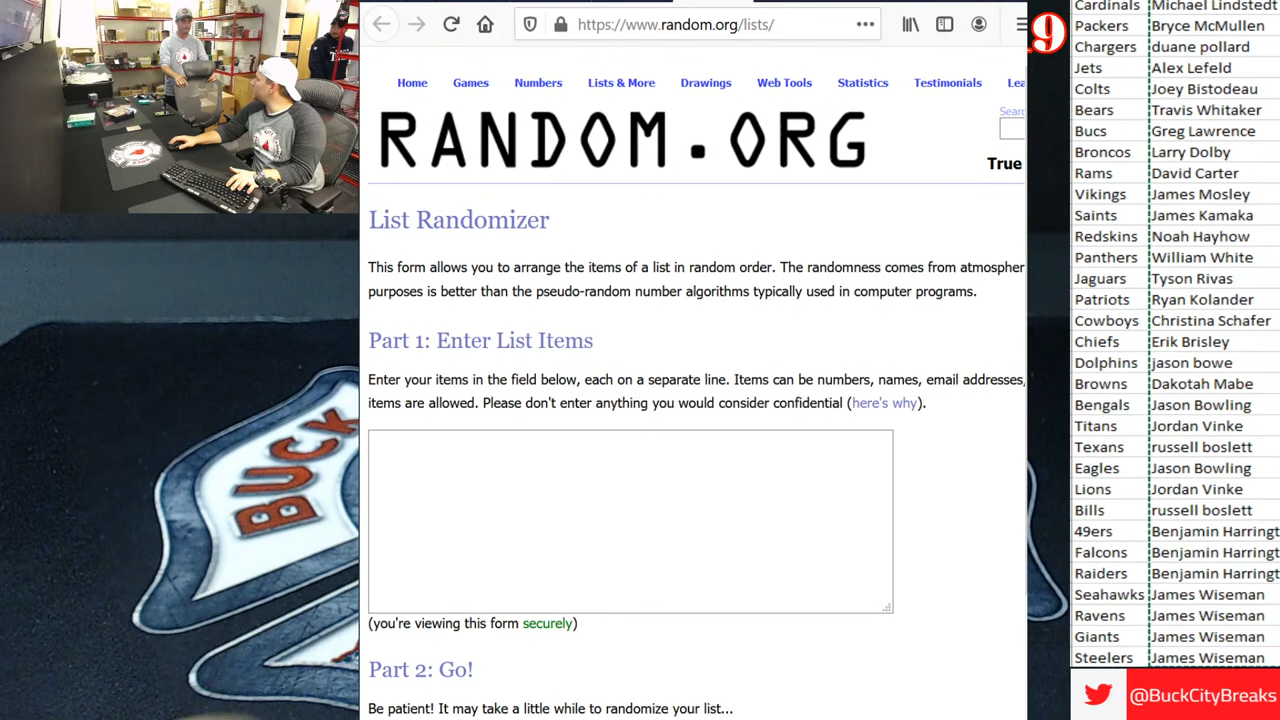 https://www.random.org/lists/
Home Games Numbers Lists & More Drawings Web Tools Statistics Testimonials
RANDOM.ORG
True
List Randomizer
This form allows you to arrange the items of a list in random order. The randomness comes from
purposes is better than the pseudo-random number algorithms typically used in computer programs.
Part 1: Enter List Items
Enter your items in the field below, each on a separate line. Items can be numbers, names, email addresses,
items are allowed. Please don't enter anything you would consider confidential (here's why).
(you're viewing this form securely)
Part 2: Go!
Be patient! It may take a little while to randomize your list...
BUCK
Cardinals Michael Lindstedt
Packers Bryce McMullen
Chargers duane pollard
Jets Alex Lefeld
Colts Joey Bistodeau
Bears Travis Whitaker
Bucs Greg Lawrence
Broncos Larry Dolby
Rams David Carter
Vikings James Mosley
Saints James Kamaka
Redskins Noah Hayhow
Panthers William White
Jaguars Tyson Rivas
Patriots Ryan Kolander
Cowboys Christina Schafer
Chiefs Erik Brisley
Dolphins jason bowe
Browns Dakotah Mabe
Bengals Jason Bowling
Titans Jordan Vinke
Texans russell boslett
Eagles Jason Bowling
Lions Jordan Vinke
Bills russell boslett
49ers Benjamin Harringt
Falcons Benjamin Harringt
Raiders Benjamin Harringt
Seahawks James Wiseman
Ravens James Wiseman
Giants James Wiseman
Steelers James Wiseman
@BuckCityBreaks